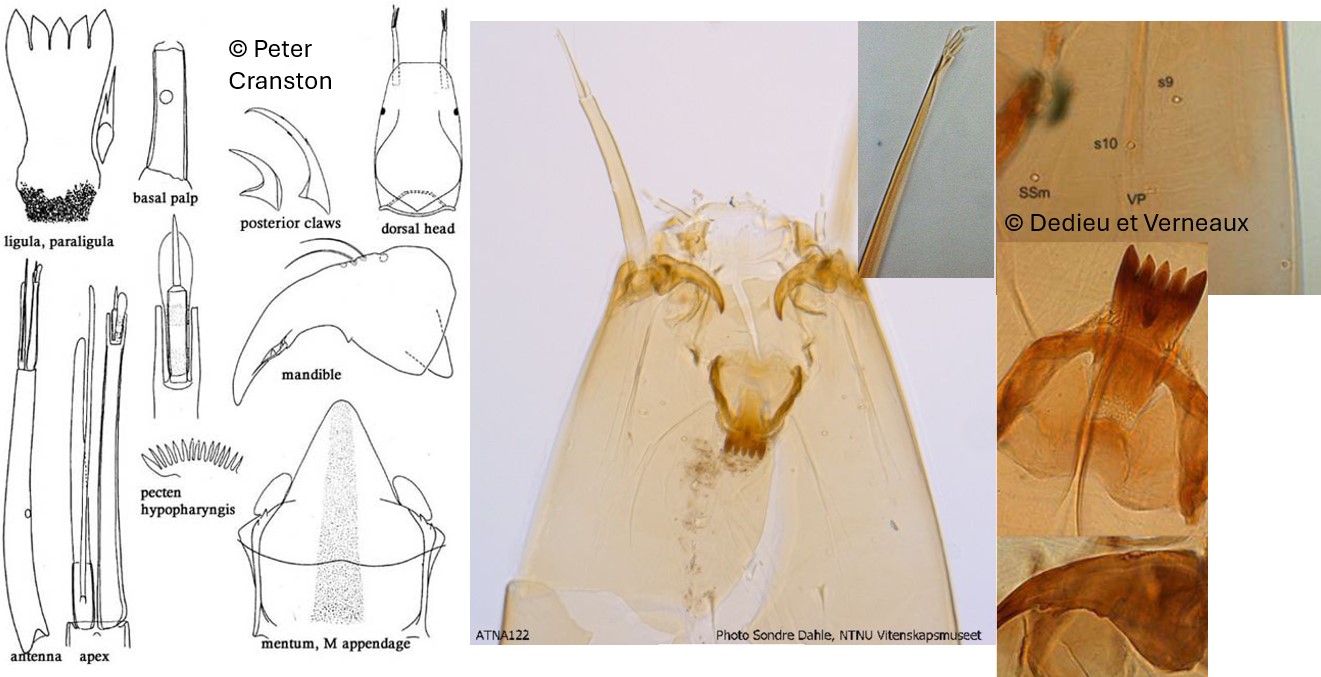 © Peter
Cranston
ligula, paraligula
basal palp
posterior claws
dorsal head
mandible
pecten
hypopharyngis
mentum, M appendage
antenna
apex
ATNA122
Photo Sondre Dahle, NTNU Vitenskapsmuseet
s9
s10
SSm
VP
© Dedieu et Verneaux